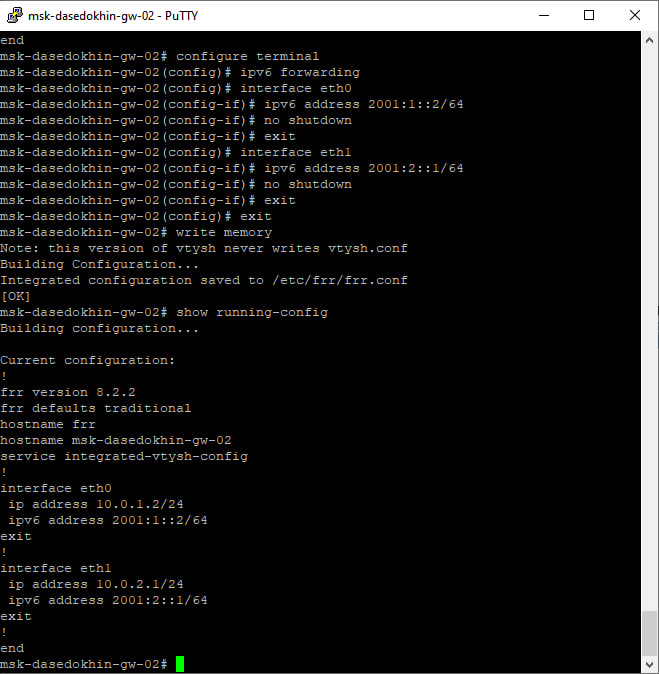 msk-dasedokhin-gw-02 - PuTTY
end
msk-dasedokhin-gw-02# configure terminal
msk-dasedokhin-gw-02(config)# ipv6 forwarding
msk-dasedokhin-gw-02(config)# interface eth0
msk-dasedokhin-gw-02(config-if)# ipv6 address 2001:1::2/64
msk-dasedokhin-gw-02(config-if)# no shutdown
msk-dasedokhin-gw-02(config-if)# exit
msk-dasedokhin-gw-02(config)# interface eth1
msk-dasedokhin-gw-02(config-if)# ipv6 address 2001:2::1/64
msk-dasedokhin-gw-02(config-if)# no shutdown
msk-dasedokhin-gw-02(config-if)# exit
msk-dasedokhin-gw-02(config)# exit
msk-dasedokhin-gw-02# write memory
Note: this version of vtysh never writes vtysh.conf
Building Configuration...
Integrated configuration saved to /etc/frr/frr.conf
[OK]
msk-dasedokhin-gw-02# show running-config
Building configuration...

Current configuration:
!
frr version 8.2.2
frr defaults traditional
hostname frr
hostname msk-dasedokhin-gw-02
service integrated-vtysh-config
!
interface eth0
 ip address 10.0.1.2/24
 ipv6 address 2001:1::2/64
exit
!
interface eth1
 ip address 10.0.2.1/24
 ipv6 address 2001:2::1/64
exit
!
end
msk-dasedokhin-gw-02#